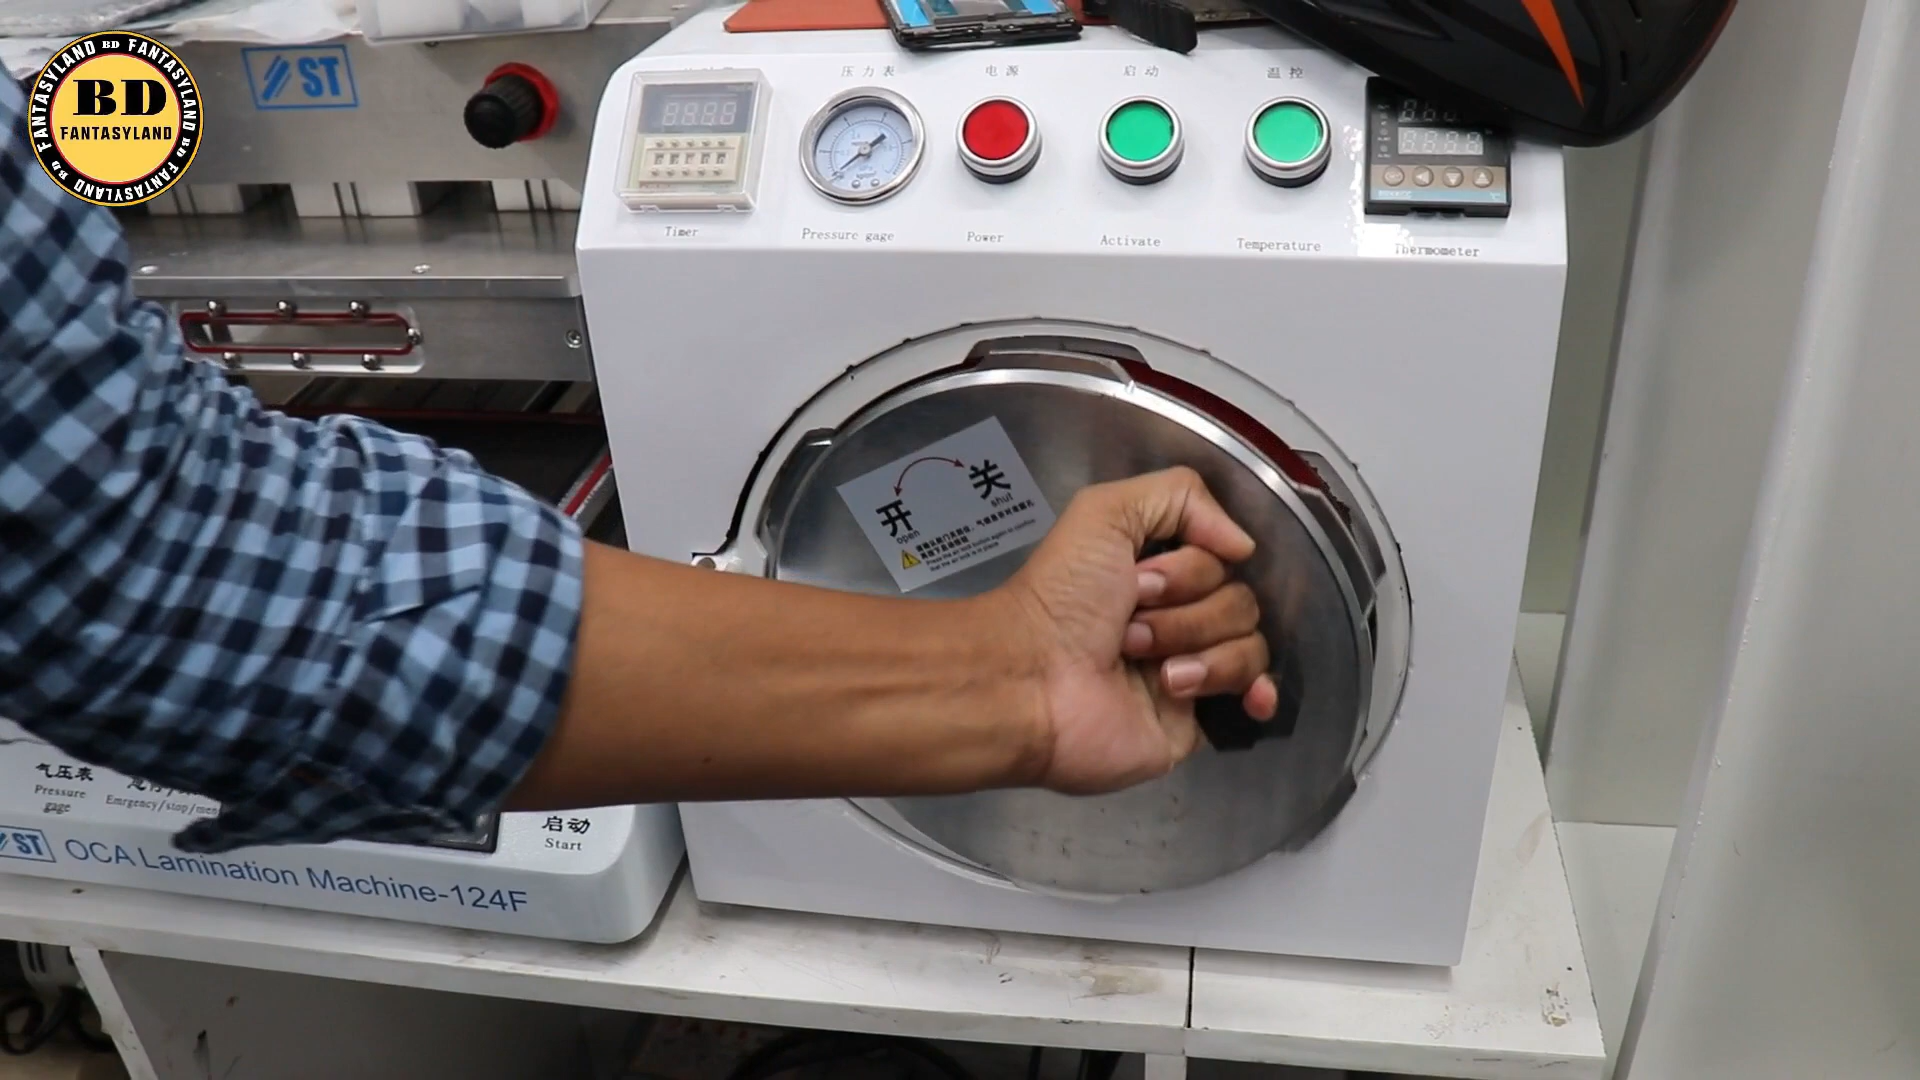 BD FANTASYLAND BD FANTASYLAND BD FANTASYLAND
BD
FANTASYLAND
ST
压力表
电源
启动
温控
Timer
Pressure gage
Power
Activate
Temperature
Thermometer
开
open
关
shut
气压表
Pressure
gage
Emrgency/stop/
启动
Start
ST
OCA Lamination Machine-124F